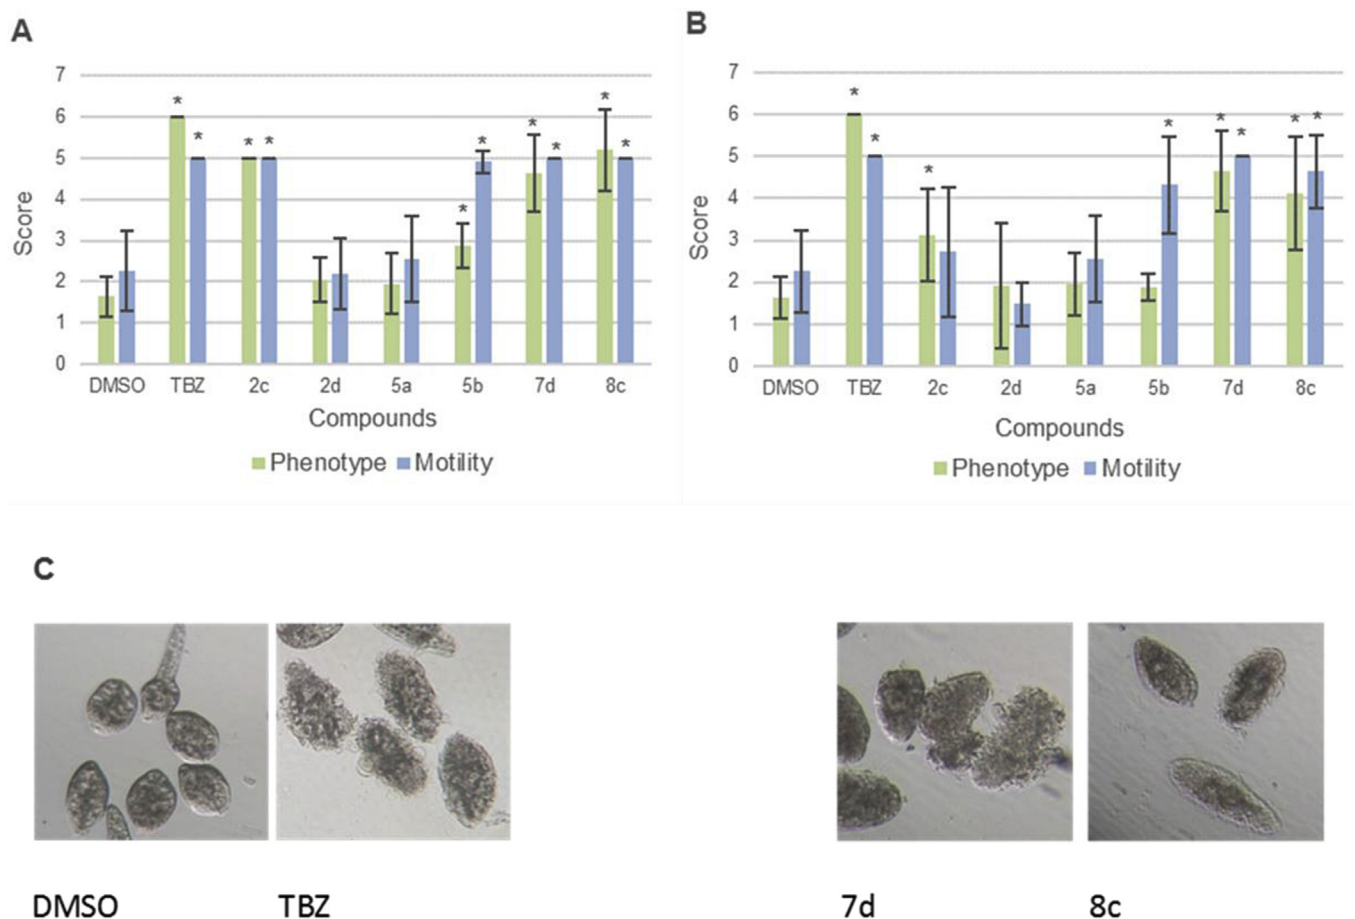 A
7
6
5
4
3
2
1
0
Score
* * * * * * * * * *
DMSO TBZ 2c 2d 5a 5b 7d 8c
Compounds
Phenotype Motility
B
7
6
5
4
3
2
1
0
Score
* * * * * * * *
DMSO TBZ 2c 2d 5a 5b 7d 8c
Compounds
Phenotype Motility
C
DMSO TBZ 7d 8c